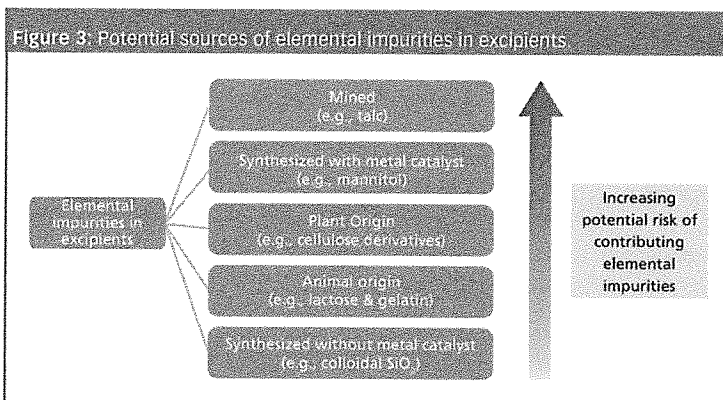 Figure 3: Potential sources of elemental impurities in excipients
Mined
(e.g., talc)
Synthesized with metal catalyst
(e.g., mannitol)
Elemental
impurities in
excipients
Plant Origin
(e.g., cellulose derivatives)
Animal origin
(e.g., lactose & gelatin)
Synthesized without metal catalyst
(e.g., colloidal SiO₂)
Increasing
potential risk of
contributing
elemental
impurities